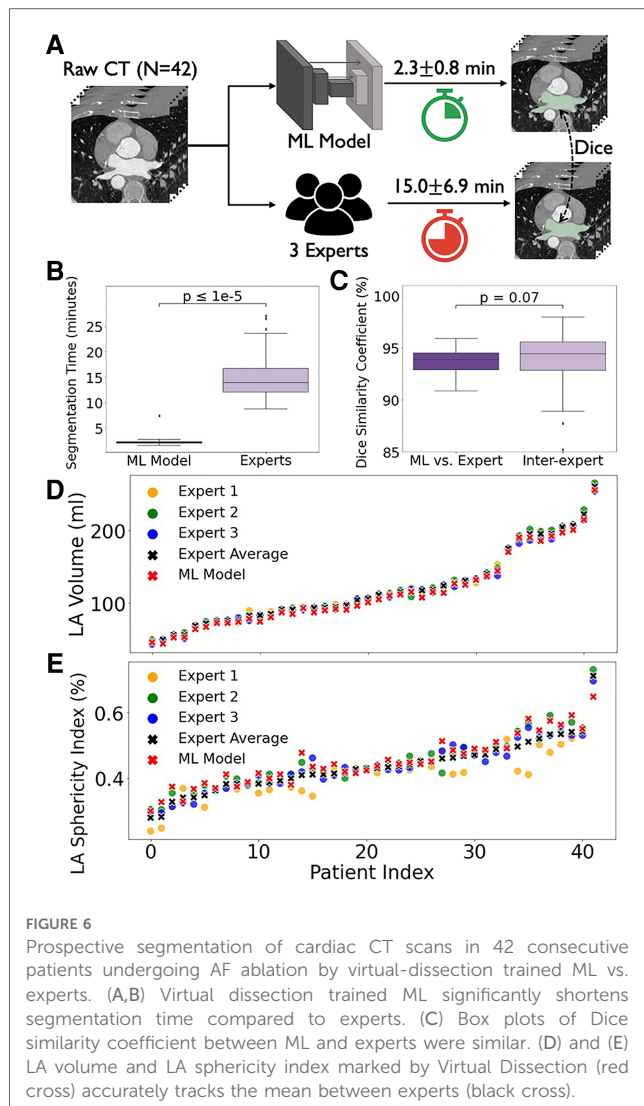 A
Raw CT (N=42)
2.3±0.8 min
ML Model
Dice
15.0±6.9 min
3 Experts
B
p ≤ 1e-5
Segmentation Time (minutes)
25
20
15
10
5
ML Model
Experts
C
p = 0.07
Dice Similarity Coefficient (%)
100
95
90
85
ML vs. Expert
Inter-expert
D
LA Volume (ml)
200
100
Expert 1
Expert 2
Expert 3
Expert Average
ML Model
0
20
40
E
LA Sphericity Index (%)
0.6
0.4
Expert 1
Expert 2
Expert 3
Expert Average
ML Model
0
10
20
30
40
Patient Index
FIGURE 6
Prospective segmentation of cardiac CT scans in 42 consecutive
patients undergoing AF ablation by virtual-dissection trained ML vs.
experts. (A,B) Virtual dissection trained ML significantly shortens
segmentation time compared to experts. (C) Box plots of Dice
similarity coefficient between ML and experts were similar. (D) and (E)
LA volume and LA sphericity index marked by Virtual Dissection (red
cross) accurately tracks the mean between experts (black cross).